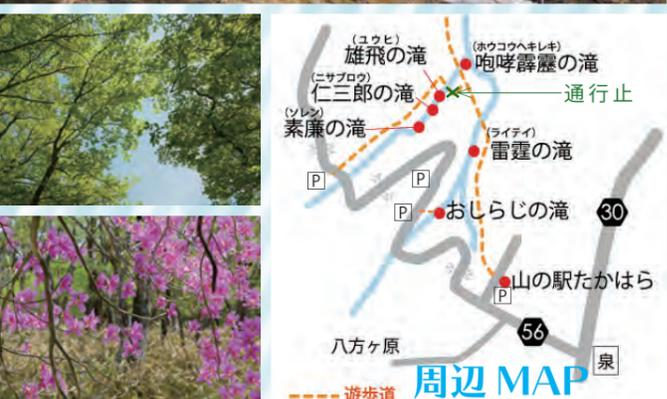 (ユウヒ)
雄飛の滝
(ホウコウヘキレキ)
咆哮霹靂の滝
(ニサブロウ)
仁三郎の滝
通行止
(ソレン)
素廉の滝
(ライテイ)
雷霆の滝
P
P
P
おしらじの滝
30
山の駅たかはら
P
56
八方ヶ原
泉
遊歩道
周辺 MAP